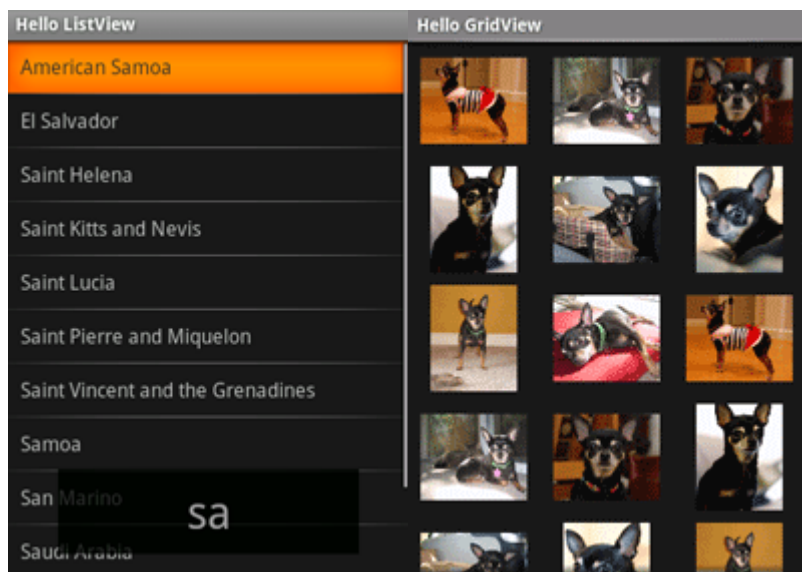 Hello ListView
American Samoa
El Salvador
Saint Helena
Saint Kitts and Nevis
Saint Lucia
Saint Pierre and Miquelon
Saint Vincent and the Grenadines
Samoa
San Marino
sa
Saudi Arabia
Hello GridView